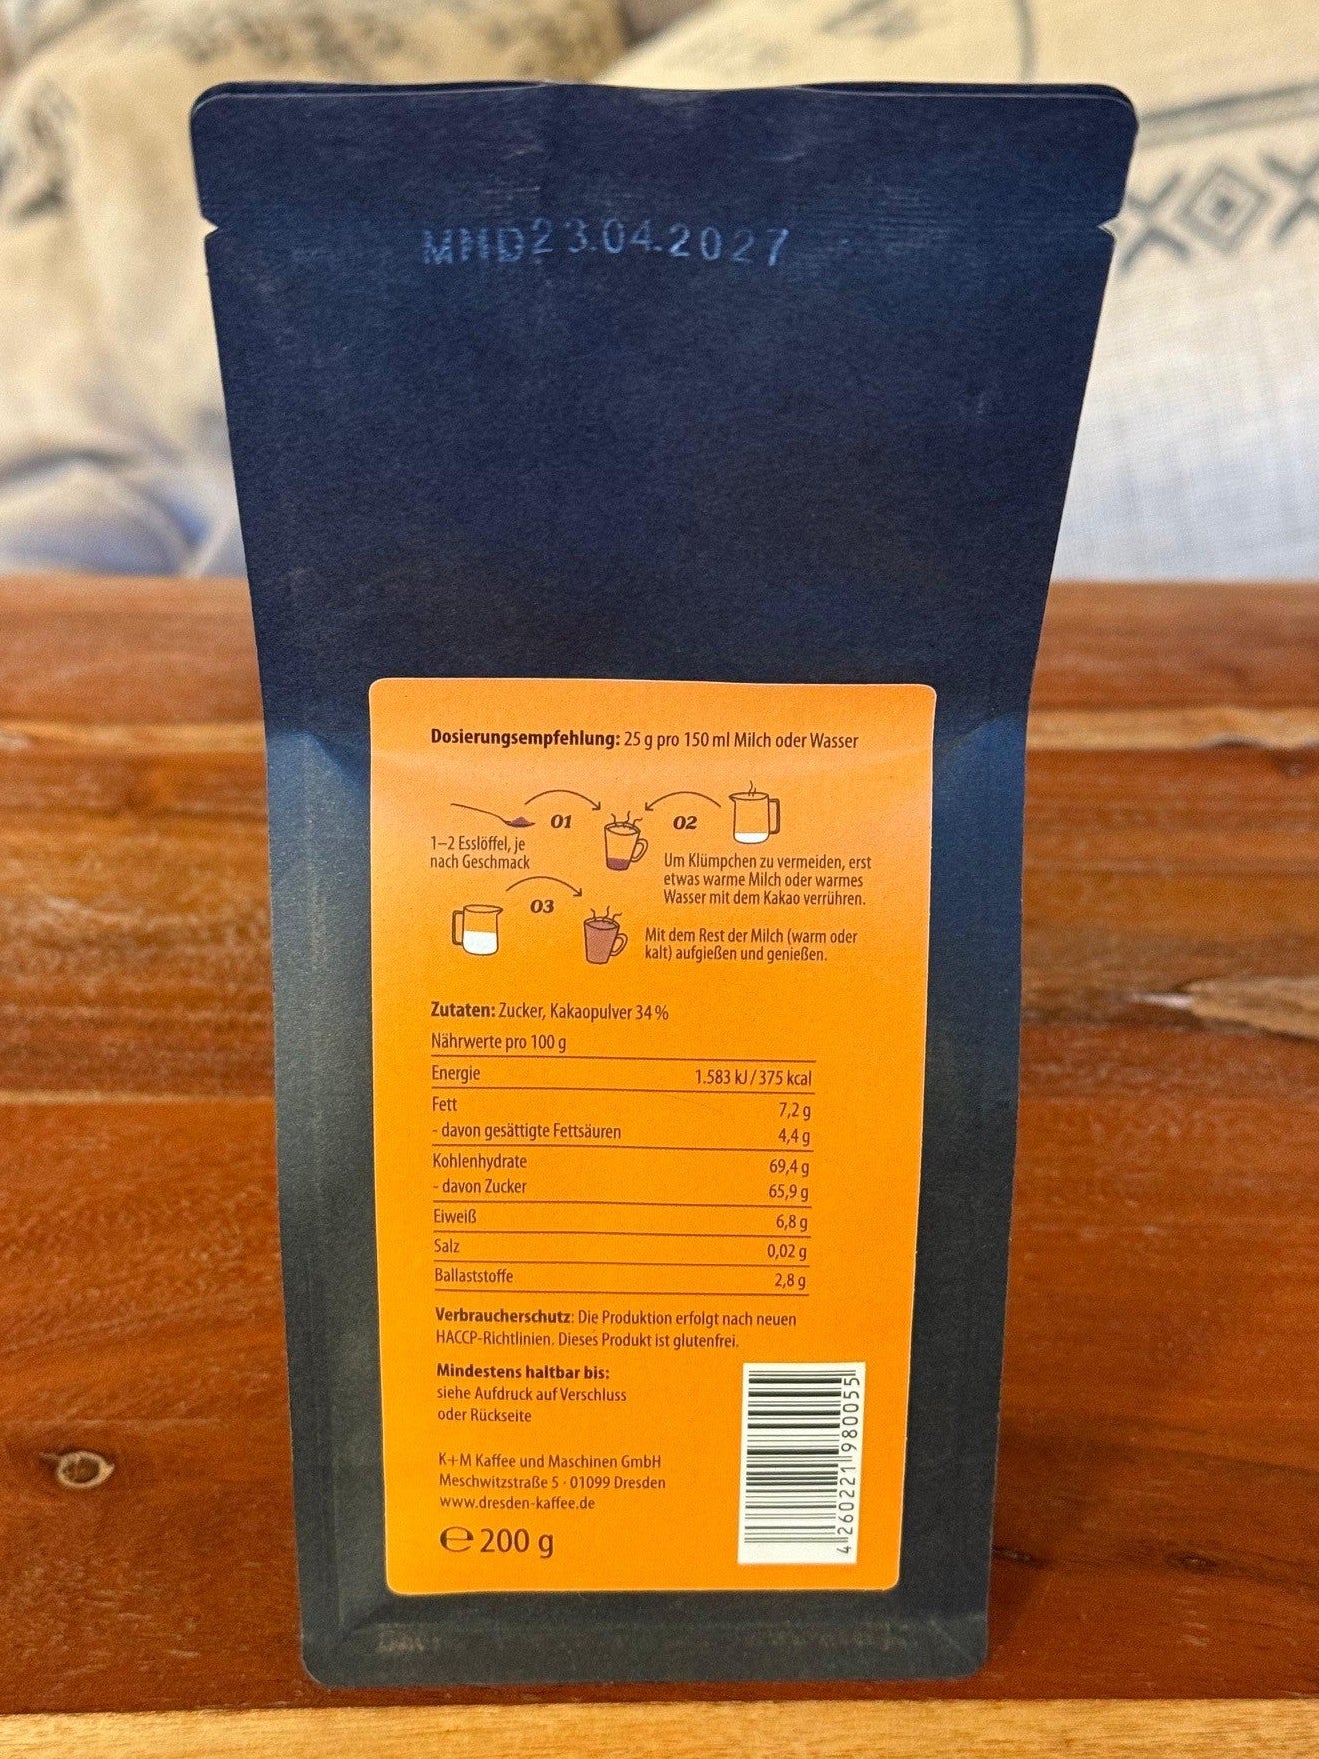 MHD23.04.2027
Dosierungsempfehlung: 25 g pro 150 ml Milch oder Wasser
01
02
1–2 Esslöffel, je
nach Geschmack
Um Klümpchen zu vermeiden, erst
etwas warme Milch oder warmes
Wasser mit dem Kakao verrühren.
03
Mit dem Rest der Milch (warm oder
kalt) aufgießen und genießen.
Zutaten: Zucker, Kakaopulver 34 %
Nährwerte pro 100 g
Energie 1.583 kJ / 375 kcal
Fett 7,2 g
- davon gesättigte Fettsäuren 4,4 g
Kohlenhydrate 69,4 g
- davon Zucker 65,9 g
Eiweiß 6,8 g
Salz 0,02 g
Ballaststoffe 2,8 g
Verbraucherschutz: Die Produktion erfolgt nach neuen
HACCP-Richtlinien. Dieses Produkt ist glutenfrei.
Mindestens haltbar bis:
siehe Aufdruck auf Verschluss
oder Rückseite
K+M Kaffee und Maschinen GmbH
Meschwitzstraße 5 · 01099 Dresden
www.dresden-kaffee.de
℮ 200 g
4260221980055